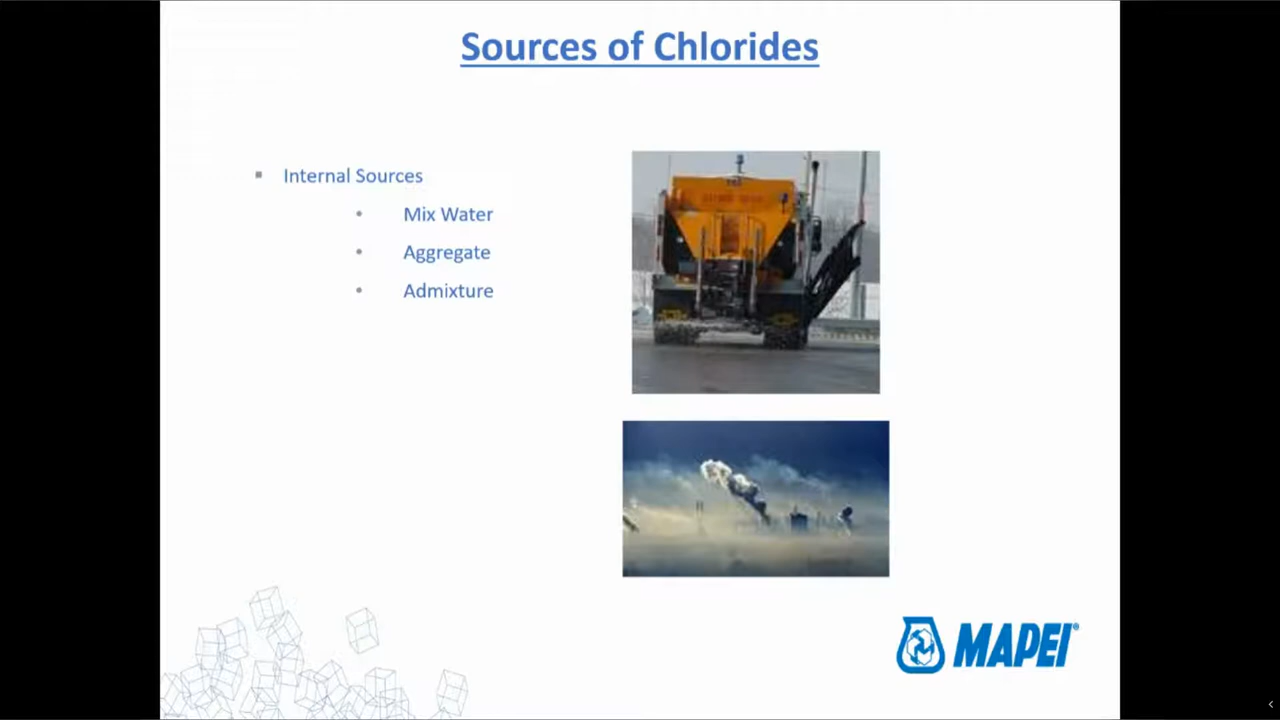 Sources of Chlorides
▪ Internal Sources
• Mix Water
• Aggregate
• Admixture
MAPEI®